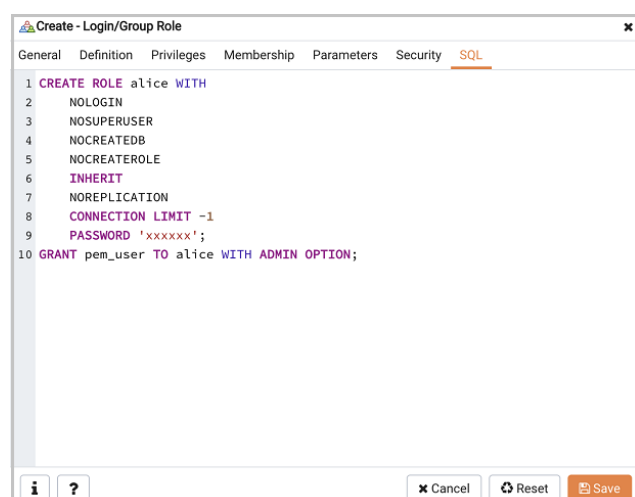 Create - Login/Group Role
General Definition Privileges Membership Parameters Security SQL
1 CREATE ROLE alice WITH
2 NOLOGIN
3 NOSUPERUSER
4 NOCREATEDB
5 NOCREATEROLE
6 INHERIT
7 NOREPLICATION
8 CONNECTION LIMIT -1
9 PASSWORD 'xxxxxx';
10 GRANT pem_user TO alice WITH ADMIN OPTION;
i ? Cancel Reset Save